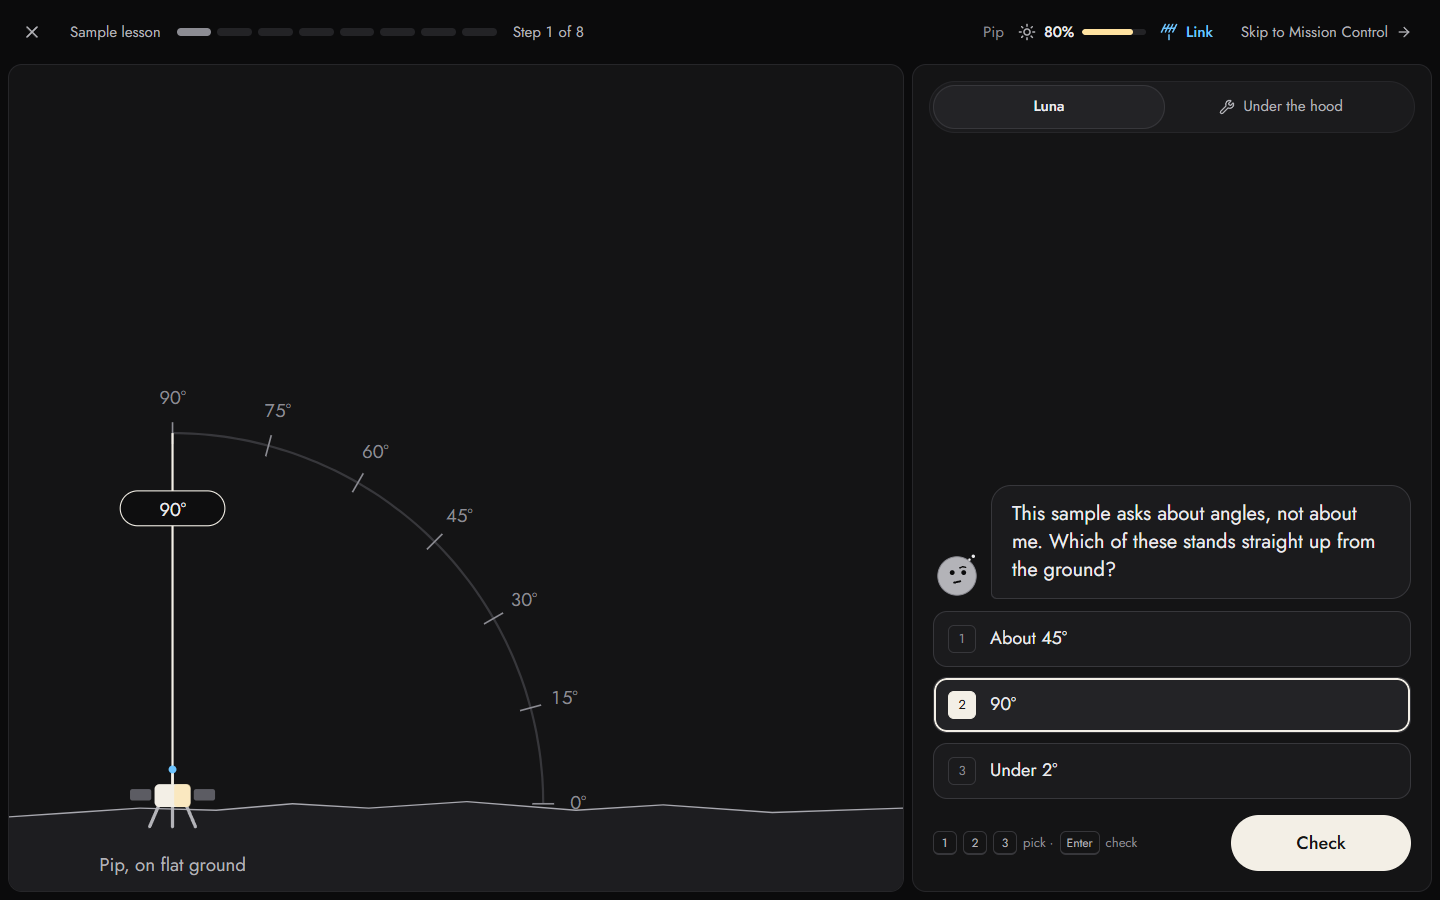 Sample lesson
Step 1 of 8
Pip
80%
Link
Skip to Mission Control
Luna
Under the hood
90°
75°
60°
45°
30°
15°
0°
90°
Pip, on flat ground
This sample asks about angles, not about
me. Which of these stands straight up from
the ground?
1 About 45°
2 90°
3 Under 2°
1 2 3 pick · Enter check
Check